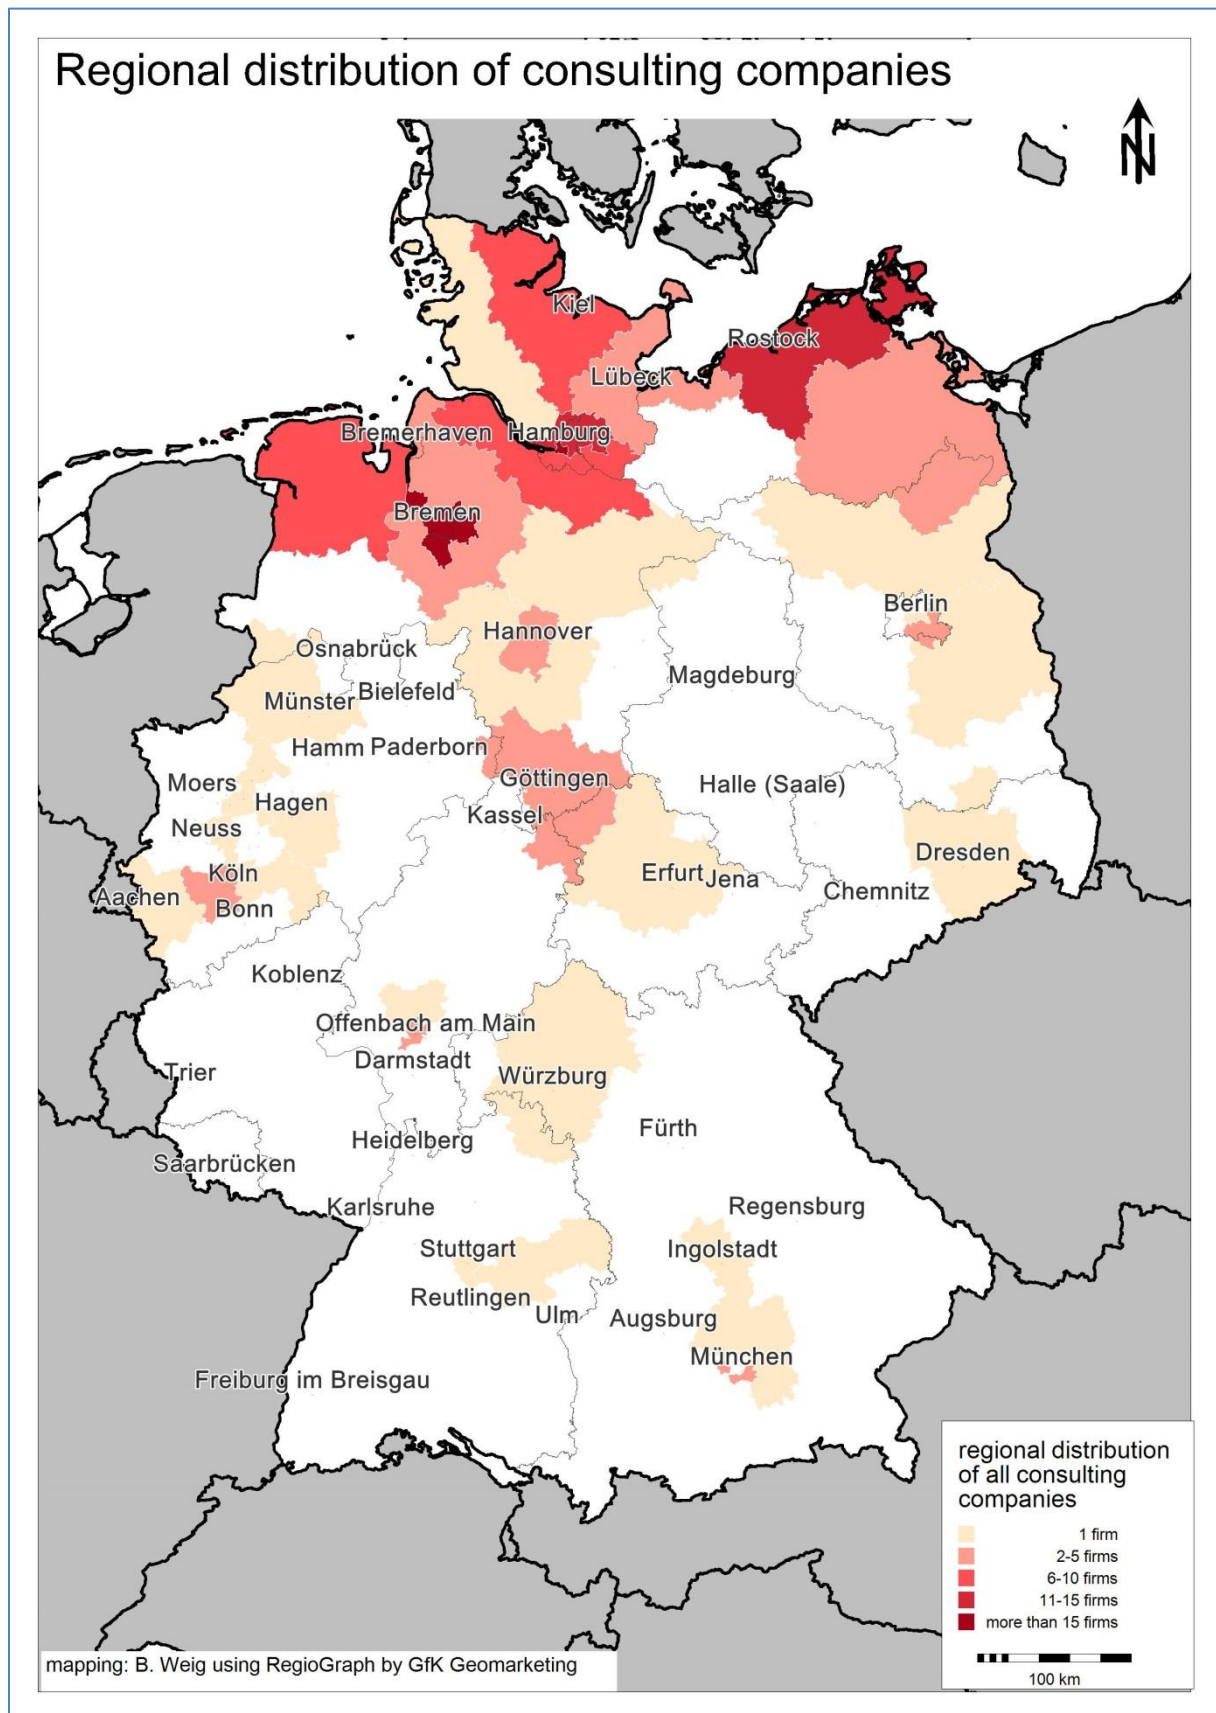 Regional distribution of consulting companies
N
Kiel
Rostock
Lübeck
Bremerhaven
Hamburg
Bremen
Berlin
Hannover
Osnabrück
Magdeburg
Bielefeld
Münster
Hamm
Paderborn
Göttingen
Moers
Halle (Saale)
Hagen
Kassel
Neuss
Dresden
Köln
Erfurt
Jena
Aachen
Chemnitz
Bonn
Koblenz
Offenbach am Main
Darmstadt
Trier
Würzburg
Fürth
Heidelberg
Saarbrücken
Karlsruhe
Regensburg
Stuttgart
Ingolstadt
Reutlingen
Ulm
Augsburg
München
Freiburg im Breisgau
regional distribution
of all consulting
companies
1 firm
2-5 firms
6-10 firms
11-15 firms
more than 15 firms
100 km
mapping: B. Weig using RegioGraph by GfK Geomarketing